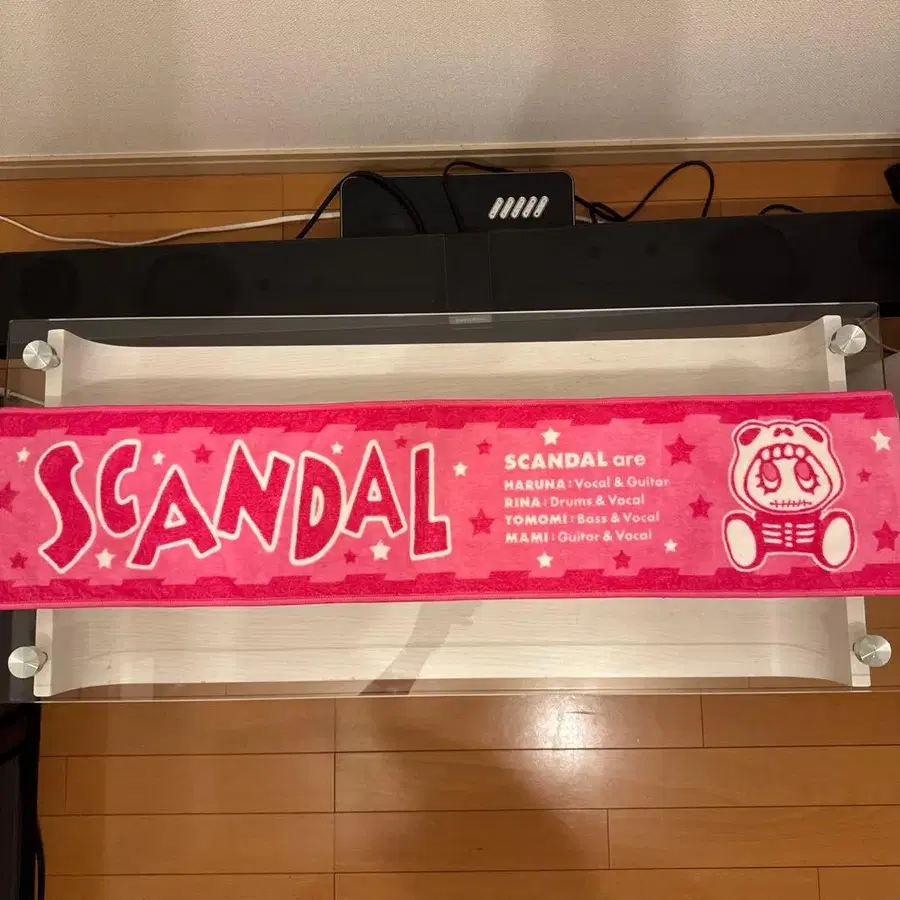 SCANDAL
SCANDAL are
HARUNA : Vocal & Guitar
RINA : Drums & Vocal
TOMOMI : Bass & Vocal
MAMI : Guitar & Vocal